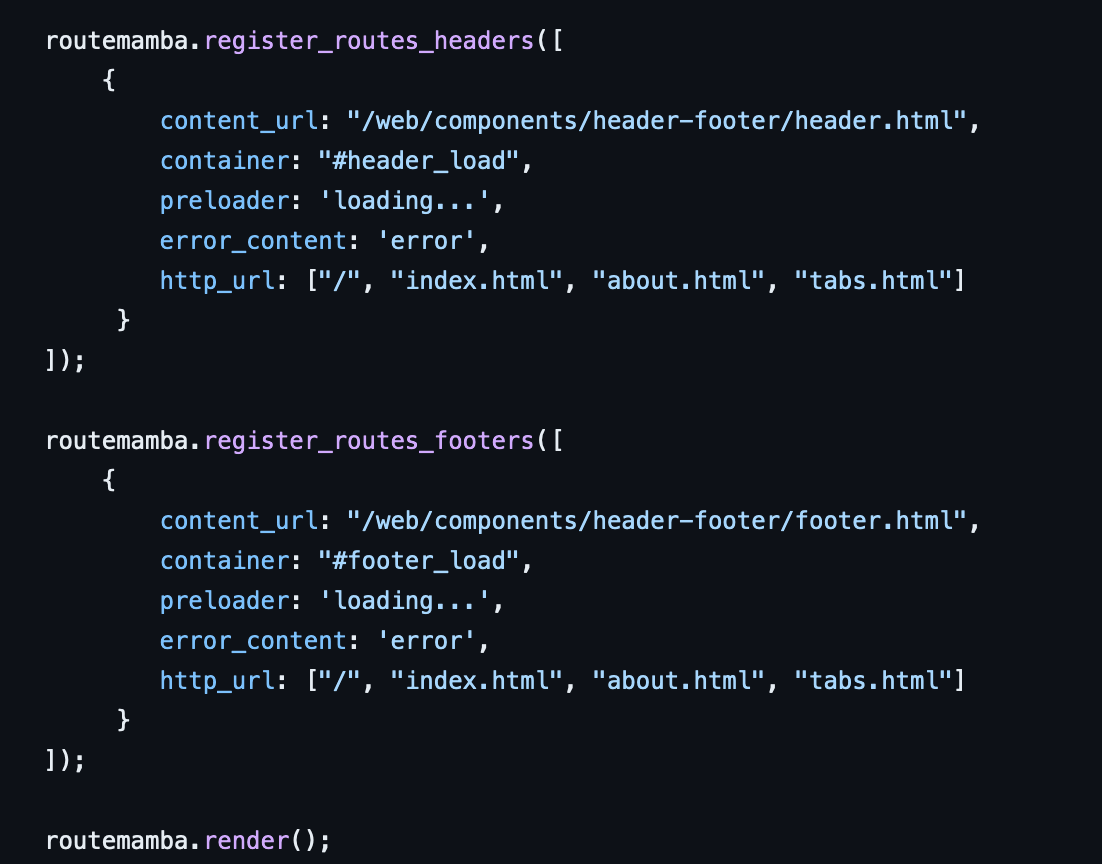 routemamba.register_routes_headers([
{
content_url: "/web/components/header-footer/header.html",
container: "#header_load",
preloader: 'loading...',
error_content: 'error',
http_url: ["/", "index.html", "about.html", "tabs.html"]
}
]);
routemamba.register_routes_footers([
{
content_url: "/web/components/header-footer/footer.html",
container: "#footer_load",
preloader: 'loading...',
error_content: 'error',
http_url: ["/", "index.html", "about.html", "tabs.html"]
}
]);
routemamba.render();